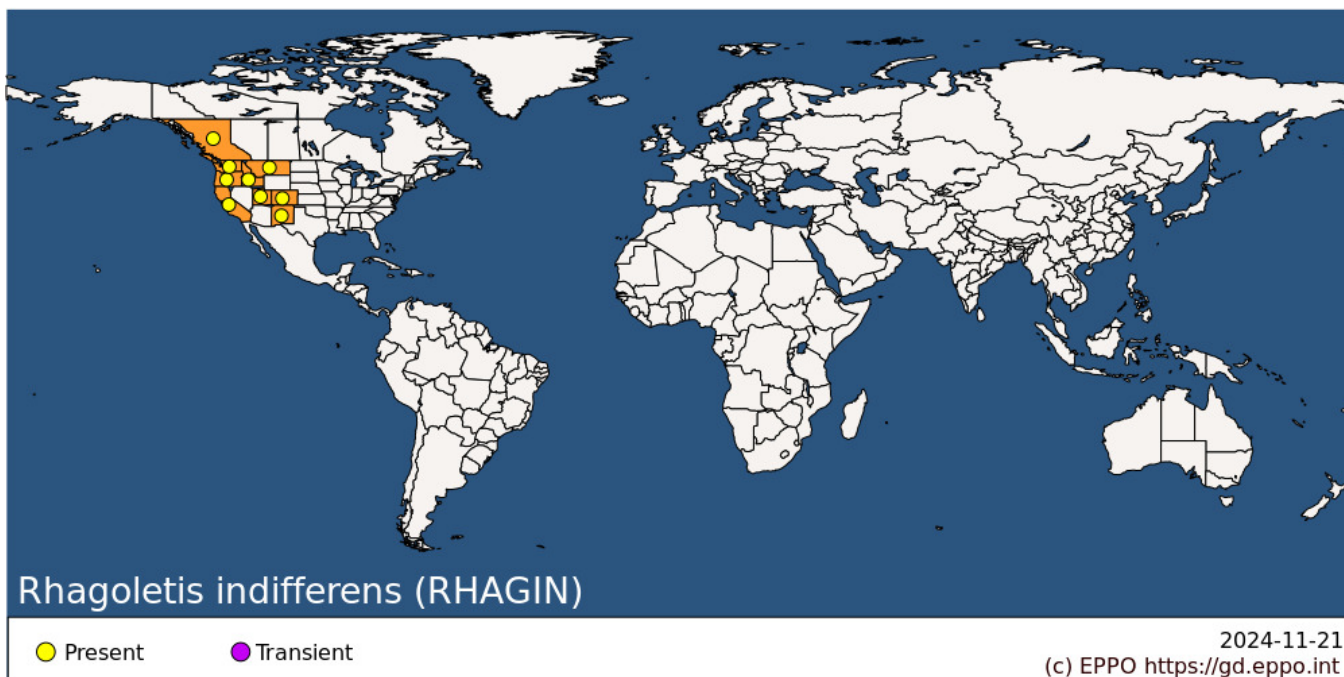 Rhagoletis indifferens (RHAGIN)
Present
Transient
2024-11-21
(c) EPPO https://gd.eppo.int